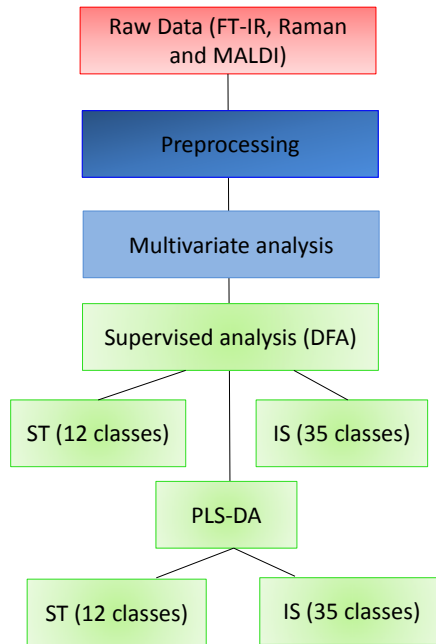 Raw Data (FT-IR, Raman
and MALDI)
Preprocessing
Multivariate analysis
Supervised analysis (DFA)
ST (12 classes)
IS (35 classes)
PLS-DA
ST (12 classes)
IS (35 classes)